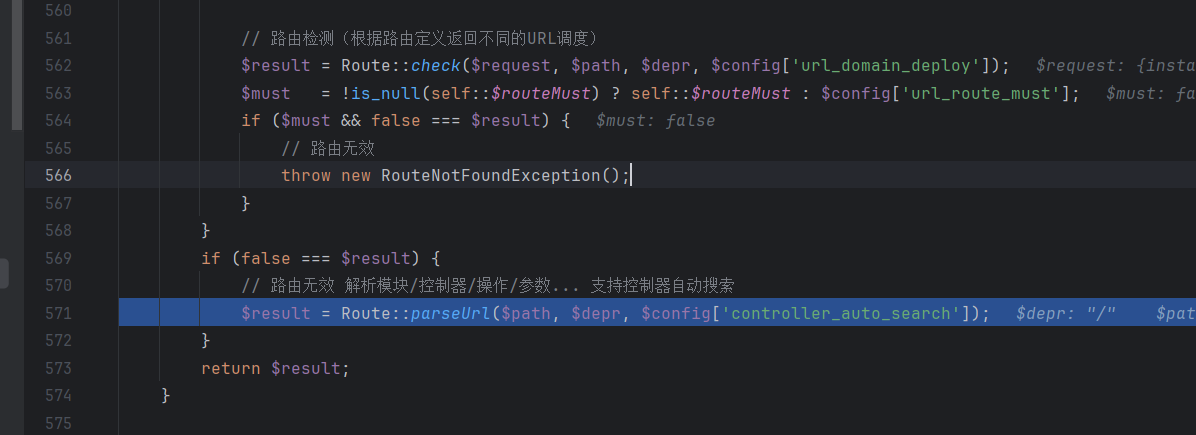 560
561 // 路由检测（根据路由定义返回不同的URL调度）
562 $result = Route::check($request, $path, $depr, $config['url_domain_deploy']); $request: {insta
563 $must   = !is_null(self::$routeMust) ? self::$routeMust : $config['url_route_must']; $must: fa
564 if ($must && false === $result) { $must: false
565 // 路由无效
566 throw new RouteNotFoundException();
567 }
568 }
569 if (false === $result) {
570 // 路由无效 解析模块/控制器/操作/参数... 支持控制器自动搜索
571 $result = Route::parseUrl($path, $depr, $config['controller_auto_search']); $depr: "/" $pat
572 }
573 return $result;
574 }
575